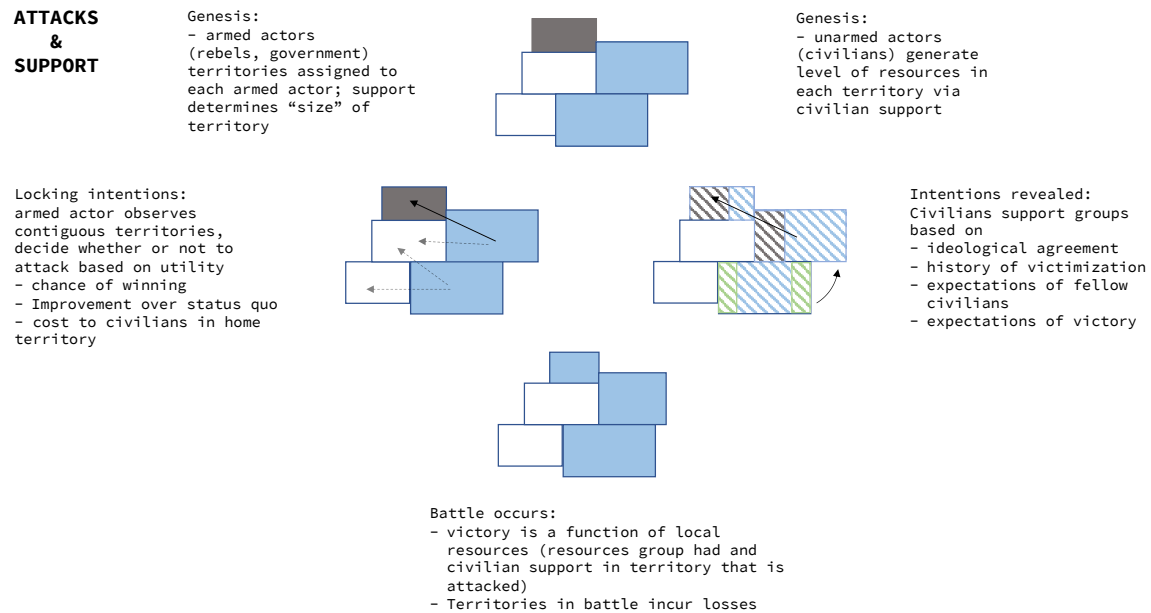 ATTACKS
&
SUPPORT
Genesis:
– armed actors
(rebels, government)
territories assigned to
each armed actor; support
determines “size” of
territory
Genesis:
– unarmed actors
(civilians) generate
level of resources in
each territory via
civilian support
Locking intentions:
armed actor observes
contiguous territories,
decide whether or not to
attack based on utility
– chance of winning
– Improvement over status quo
– cost to civilians in home
territory
Intentions revealed:
Civilians support groups
based on
– ideological agreement
– history of victimization
– expectations of fellow
civilians
– expectations of victory
Battle occurs:
– victory is a function of local
resources (resources group had and
civilian support in territory that is
attacked)
– Territories in battle incur losses